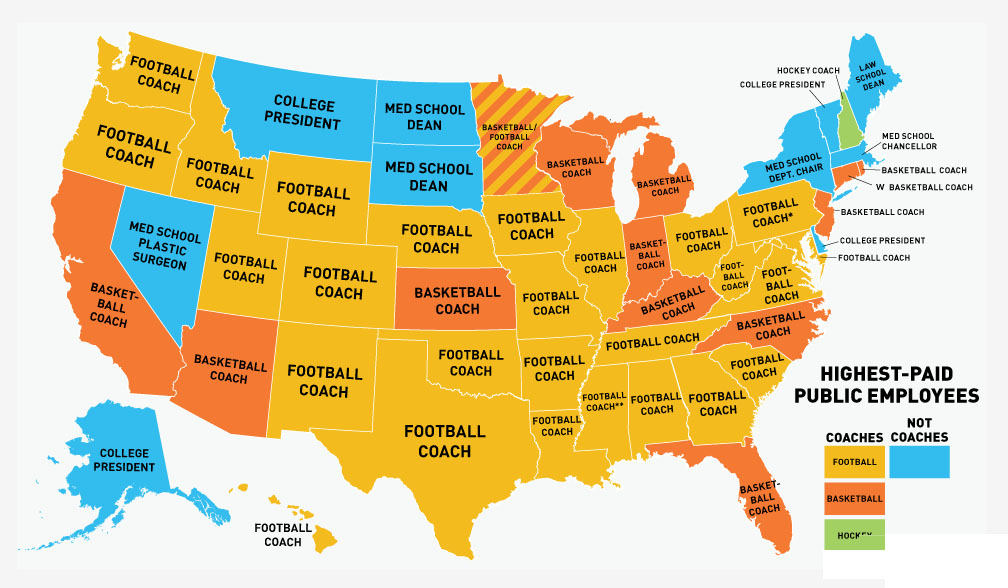 HOCKEY COACH
COLLEGE PRESIDENT
LAW
SCHOOL
DEAN
FOOTBALL
COACH
COLLEGE
PRESIDENT
MED SCHOOL
DEAN
BASKETBALL/
FOOTBALL
COACH
FOOTBALL
COACH
FOOTBALL
COACH
FOOTBALL
COACH
MED SCHOOL
DEAN
BASKETBALL
COACH
BASKETBALL
COACH
MED SCHOOL
DEPT. CHAIR
MED SCHOOL
CHANCELLOR
BASKETBALL COACH
W BASKETBALL COACH
BASKETBALL COACH
COLLEGE PRESIDENT
FOOTBALL COACH
MED SCHOOL
PLASTIC
SURGEON
FOOTBALL
COACH
FOOTBALL
COACH
FOOTBALL
COACH
FOOTBALL
COACH
FOOTBALL
COACH
BASKET-
BALL
COACH
FOOTBALL
COACH
FOOTBALL
COACH*
FOOT-
BALL
COACH
FOOT-
BALL
COACH
BASKET-
BALL
COACH
FOOTBALL
COACH
BASKETBALL
COACH
FOOTBALL
COACH
BASKETBALL
COACH
BASKETBALL
COACH
BASKETBALL
COACH
FOOTBALL
COACH
FOOTBALL
COACH
FOOTBALL
COACH
FOOTBALL COACH
FOOTBALL
COACH
FOOTBALL
COACH
FOOTBALL
COACH
FOOTBALL
COACH**
FOOTBALL
COACH
FOOTBALL
COACH
BASKET-
BALL
COACH
COLLEGE
PRESIDENT
FOOTBALL
COACH
HIGHEST-PAID
PUBLIC EMPLOYEES
COACHES
NOT
COACHES
FOOTBALL
BASKETBALL
HOCKEY